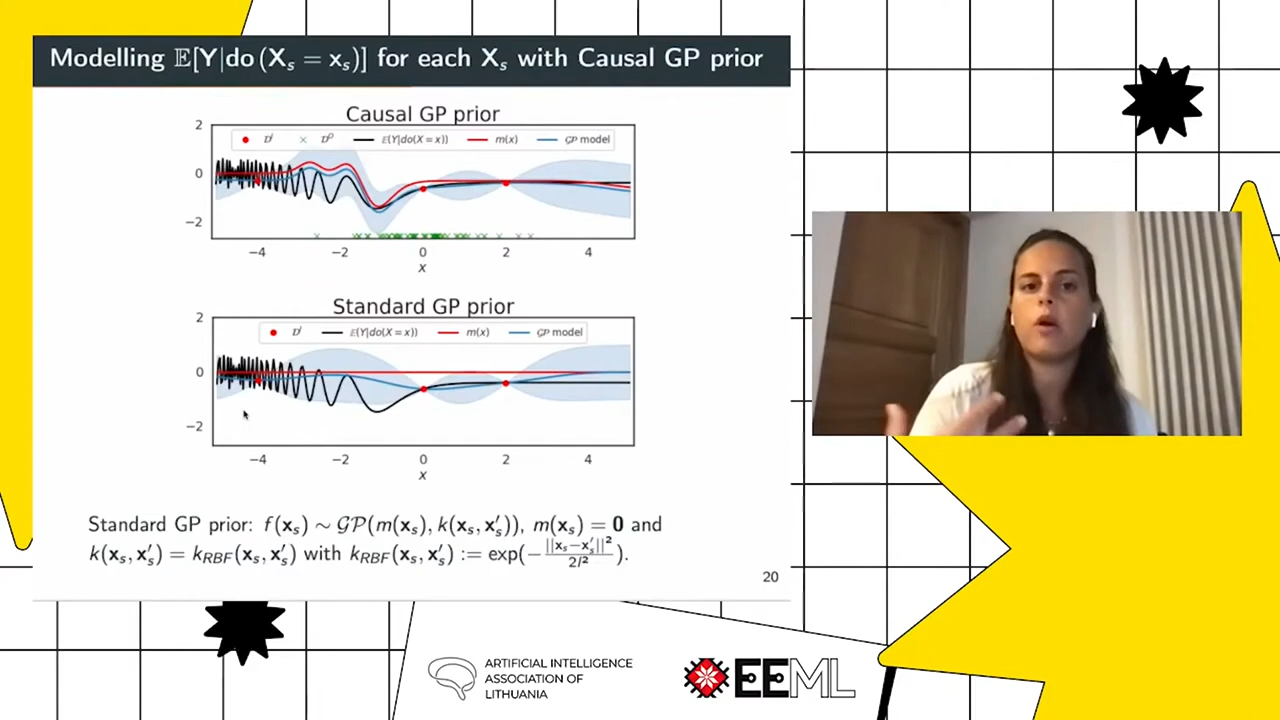 Modelling 𝔼[Y|do (Xₛ = xₛ)] for each Xₛ with Causal GP prior
Causal GP prior
𝒟ᴵ 𝒟ᴼ 𝔼(Y|do(X = x)) m(x) 𝒢𝒫 model
2
0
−2
−4 −2 0 2 4
x
Standard GP prior
𝒟ᴵ 𝔼(Y|do(X = x)) m(x) 𝒢𝒫 model
2
0
−2
−4 −2 0 2 4
x
Standard GP prior: f(xₛ) ∼ 𝒢𝒫(m(xₛ), k(xₛ, x′ₛ)), m(xₛ) = 0 and
k(xₛ, x′ₛ) = k_RBF(xₛ, x′ₛ) with k_RBF(xₛ, x′ₛ) := exp(−||xₛ−x′ₛ||²/2l²).
20
ARTIFICIAL INTELLIGENCE
ASSOCIATION OF
LITHUANIA
EEML